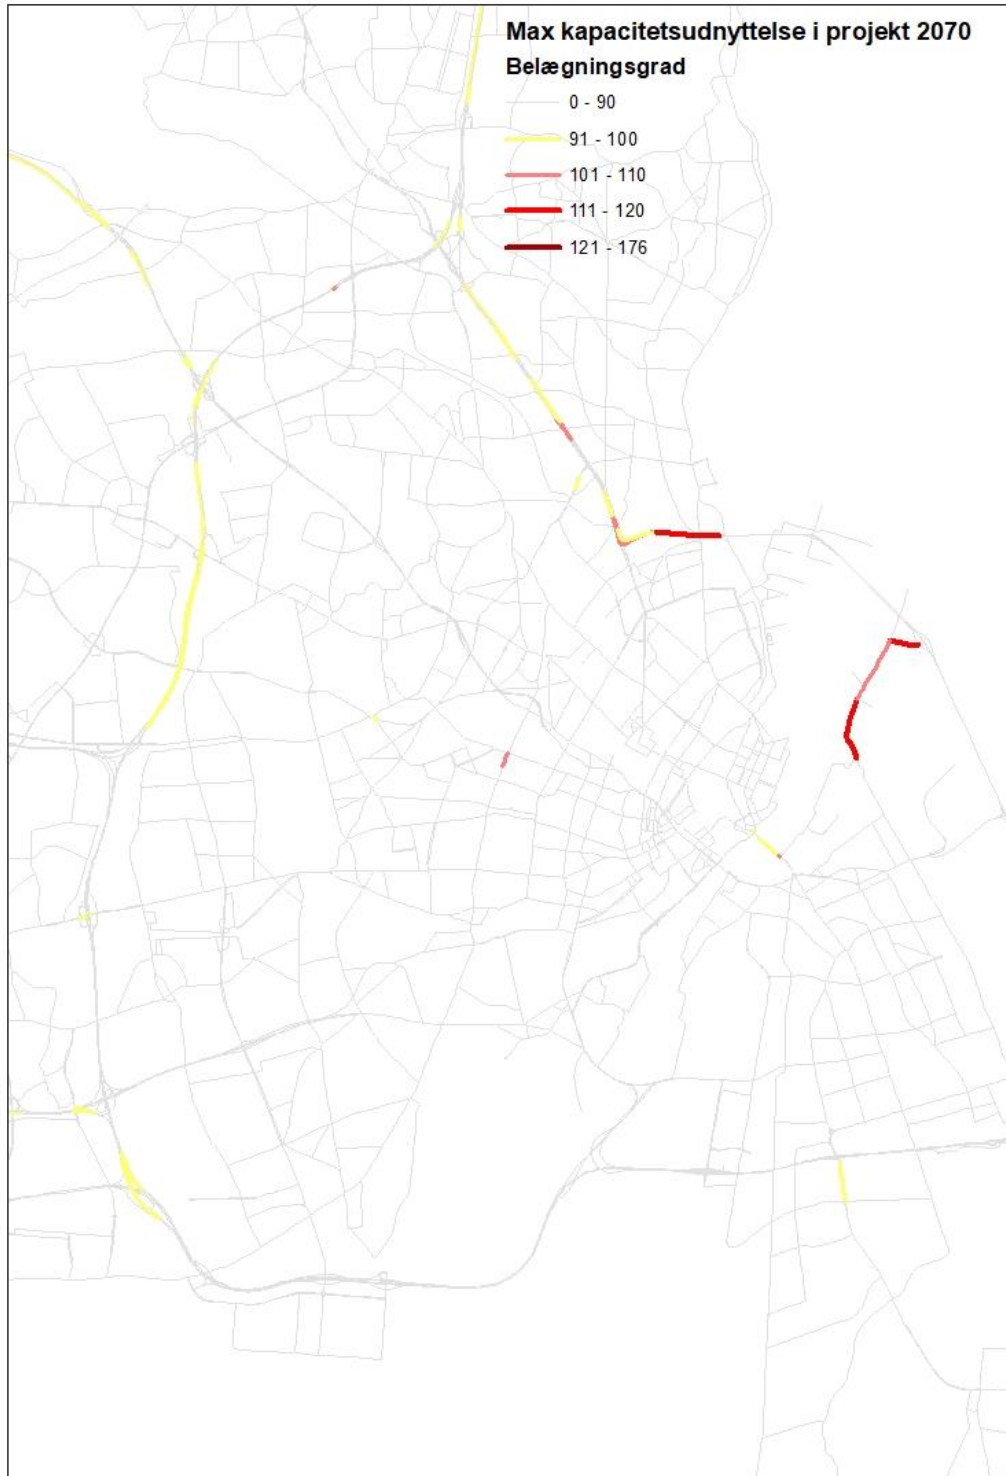 Max kapacitetsudnyttelse i projekt 2070
Belægningsgrad
0 - 90
91 - 100
101 - 110
111 - 120
121 - 176